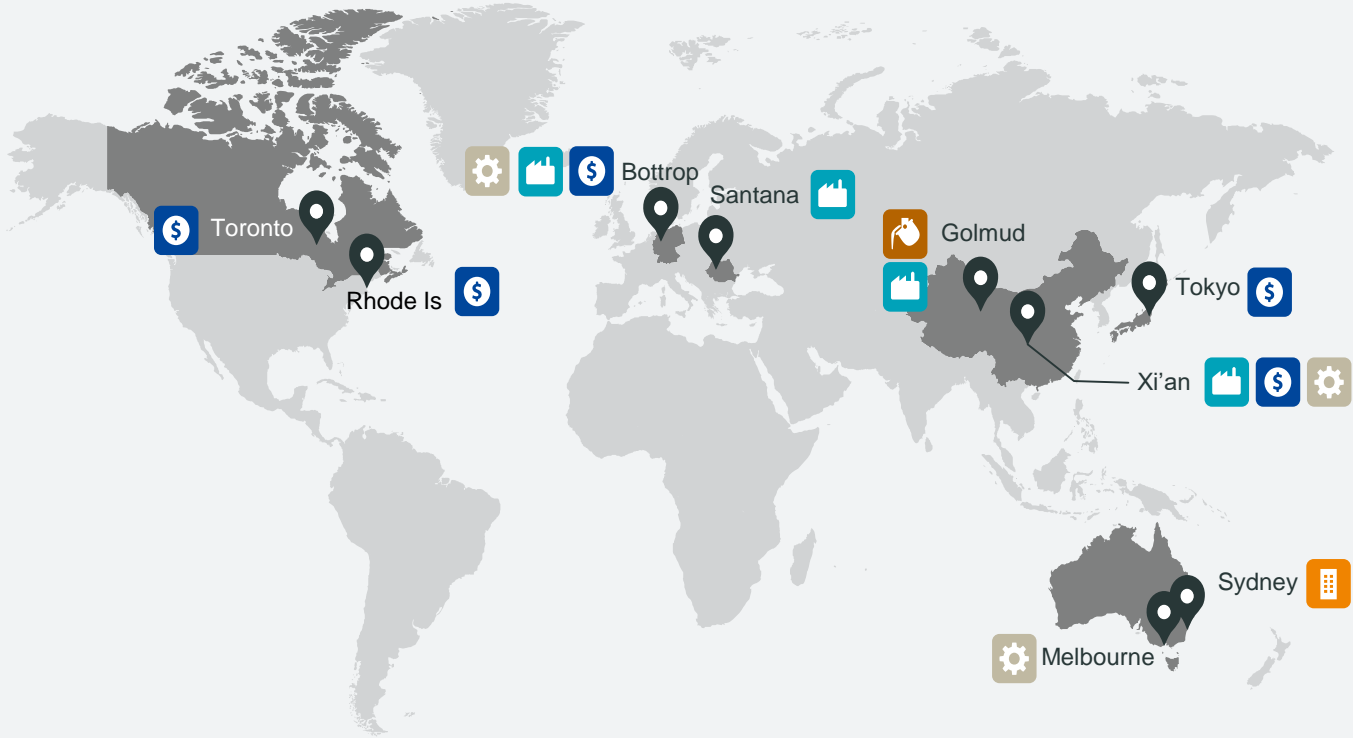 Bottrop
Santana
Toronto
Golmud
Rhode Is
Tokyo
Xi’an
Sydney
Melbourne
$
$
$
$
$